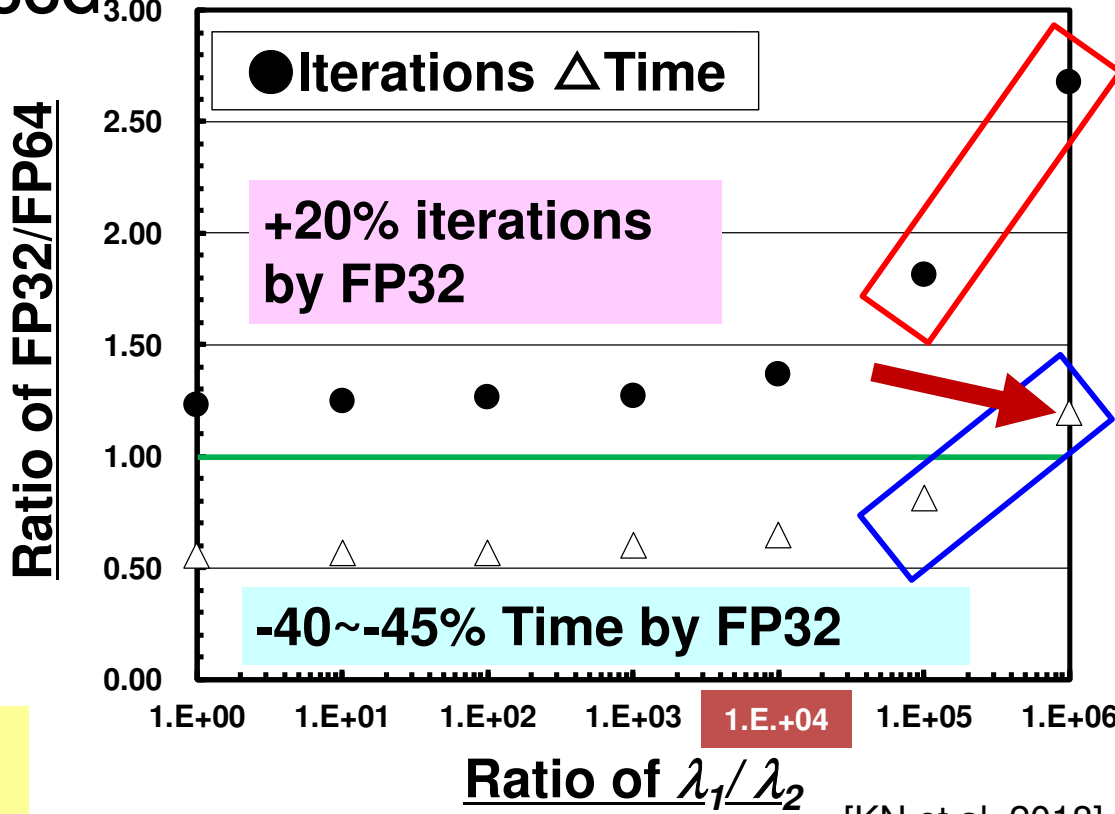 3.00
●Iterations △Time
2.50
+20% iterations
2.00
by FP32
1.50
1.00
0.50
-40~-45% Time by FP32
0.00
Ratio of FP32/FP64
1.E+00 1.E+01 1.E+02 1.E+03 1.E.+04 1.E+05 1.E+06
Ratio of λ1/ λ2